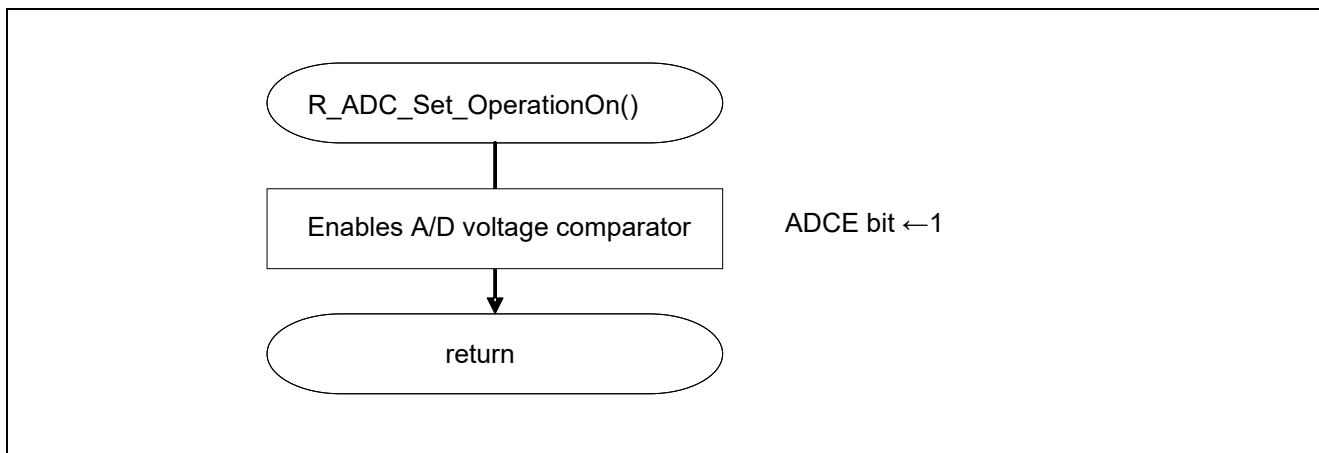 R_ADC_Set_OperationOn()
Enables A/D voltage comparator
ADCE bit ←1
return